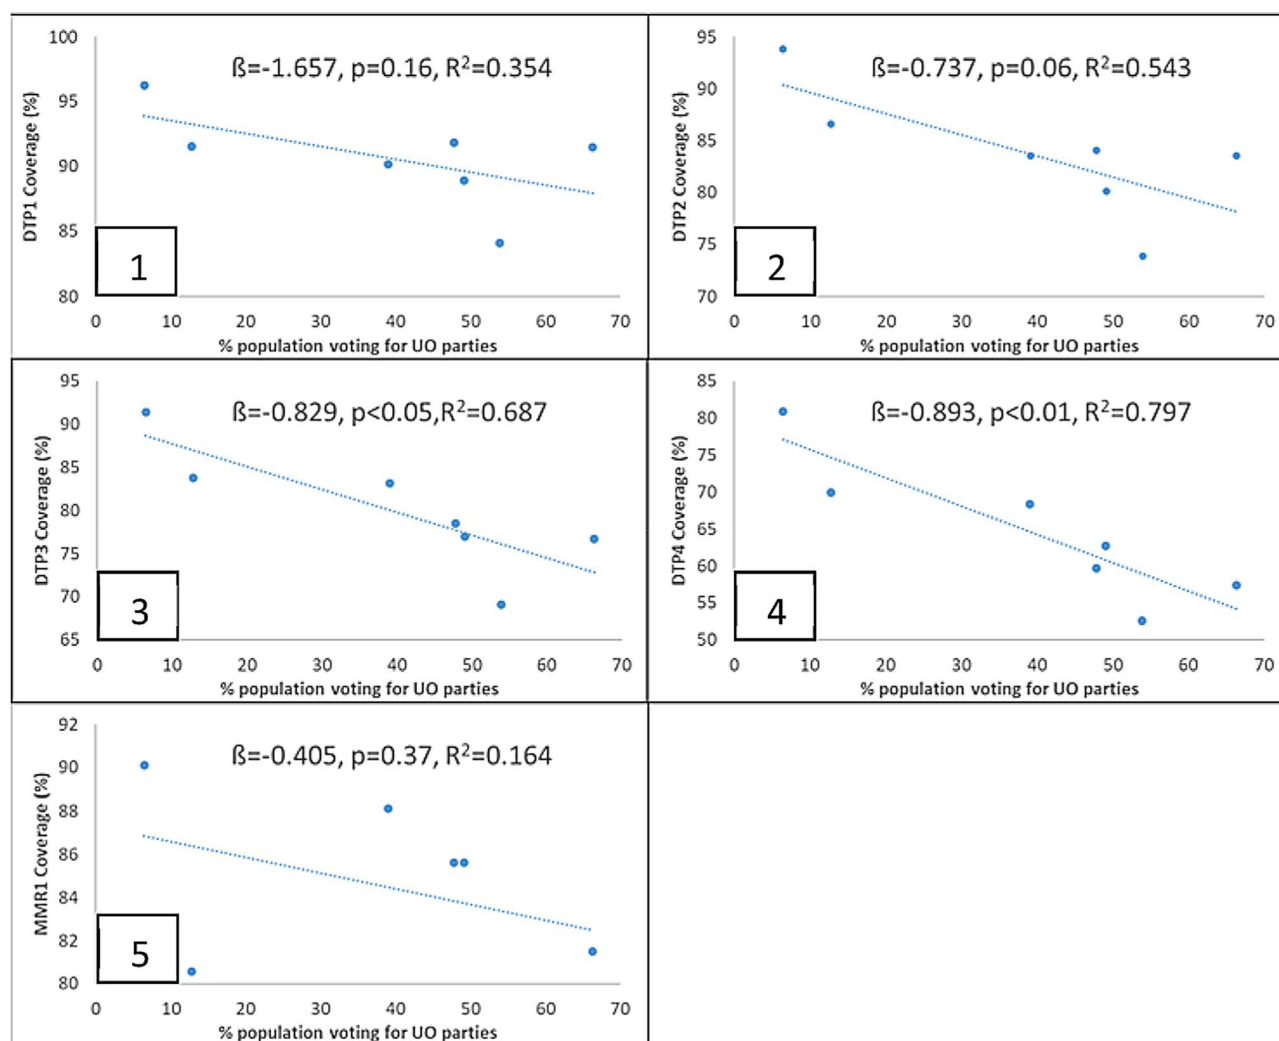 100
95
90
85
80
DTP1 Coverage (%)
ß=-1.657, p=0.16, R²=0.354
1
0 10 20 30 40 50 60 70
% population voting for UO parties
95
90
85
80
75
70
DTP2 Coverage (%)
ß=-0.737, p=0.06, R²=0.543
2
0 10 20 30 40 50 60 70
% population voting for UO parties
95
90
85
80
75
70
65
DTP3 Coverage (%)
ß=-0.829, p<0.05,R²=0.687
3
0 10 20 30 40 50 60 70
% population voting for UO parties
85
80
75
70
65
60
55
50
DTP4 Coverage (%)
ß=-0.893, p<0.01, R²=0.797
4
0 10 20 30 40 50 60 70
% population voting for UO parties
92
90
88
86
84
82
80
MMR1 Coverage (%)
ß=-0.405, p=0.37, R²=0.164
5
0 10 20 30 40 50 60 70
% population voting for UO parties